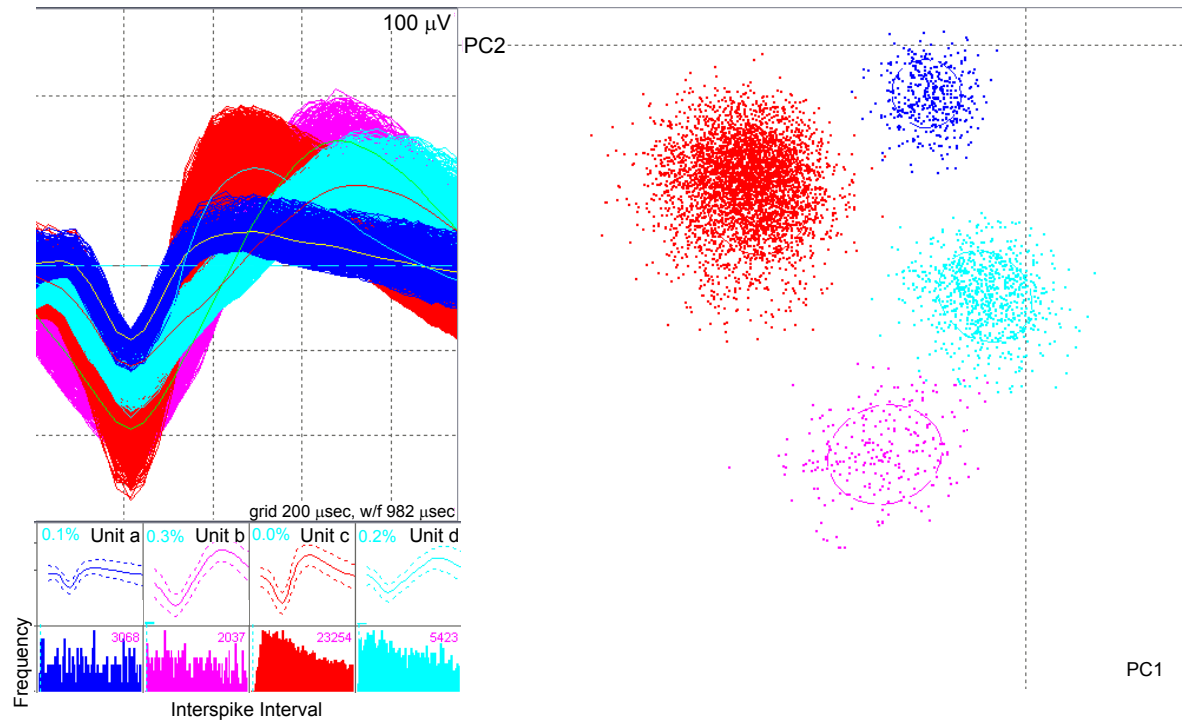 100 μV
PC2
grid 200 μsec, w/f 982 μsec
0.1% Unit a
0.3% Unit b
0.0% Unit c
0.2% Unit d
3068
2037
23254
5423
Frequency
Interspike Interval
PC1